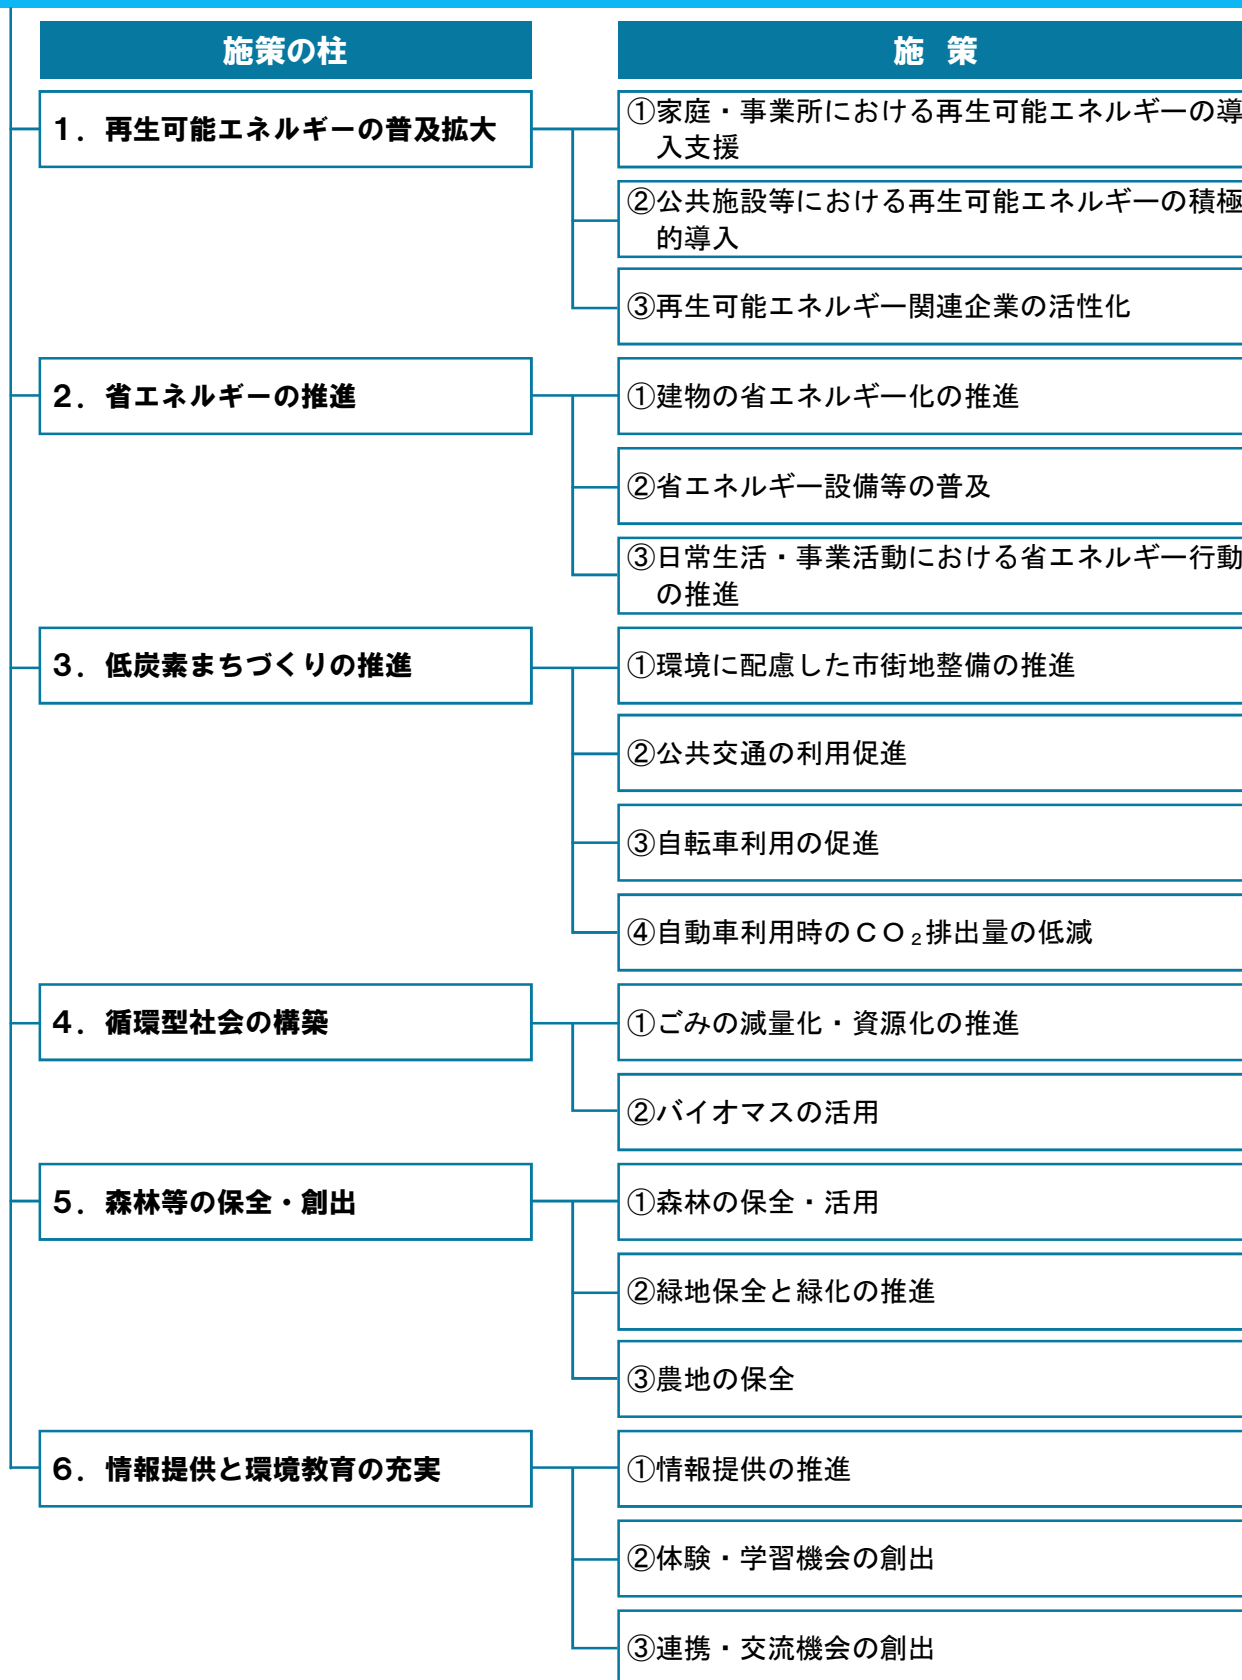 施策の柱
施 策
１．再生可能エネルギーの普及拡大
①家庭・事業所における再生可能エネルギーの導
入支援
②公共施設等における再生可能エネルギーの積極
的導入
③再生可能エネルギー関連企業の活性化
２．省エネルギーの推進
①建物の省エネルギー化の推進
②省エネルギー設備等の普及
③日常生活・事業活動における省エネルギー行動
の推進
３．低炭素まちづくりの推進
①環境に配慮した市街地整備の推進
②公共交通の利用促進
③自転車利用の促進
④自動車利用時のＣＯ₂排出量の低減
４．循環型社会の構築
①ごみの減量化・資源化の推進
②バイオマスの活用
５．森林等の保全・創出
①森林の保全・活用
②緑地保全と緑化の推進
③農地の保全
６．情報提供と環境教育の充実
①情報提供の推進
②体験・学習機会の創出
③連携・交流機会の創出